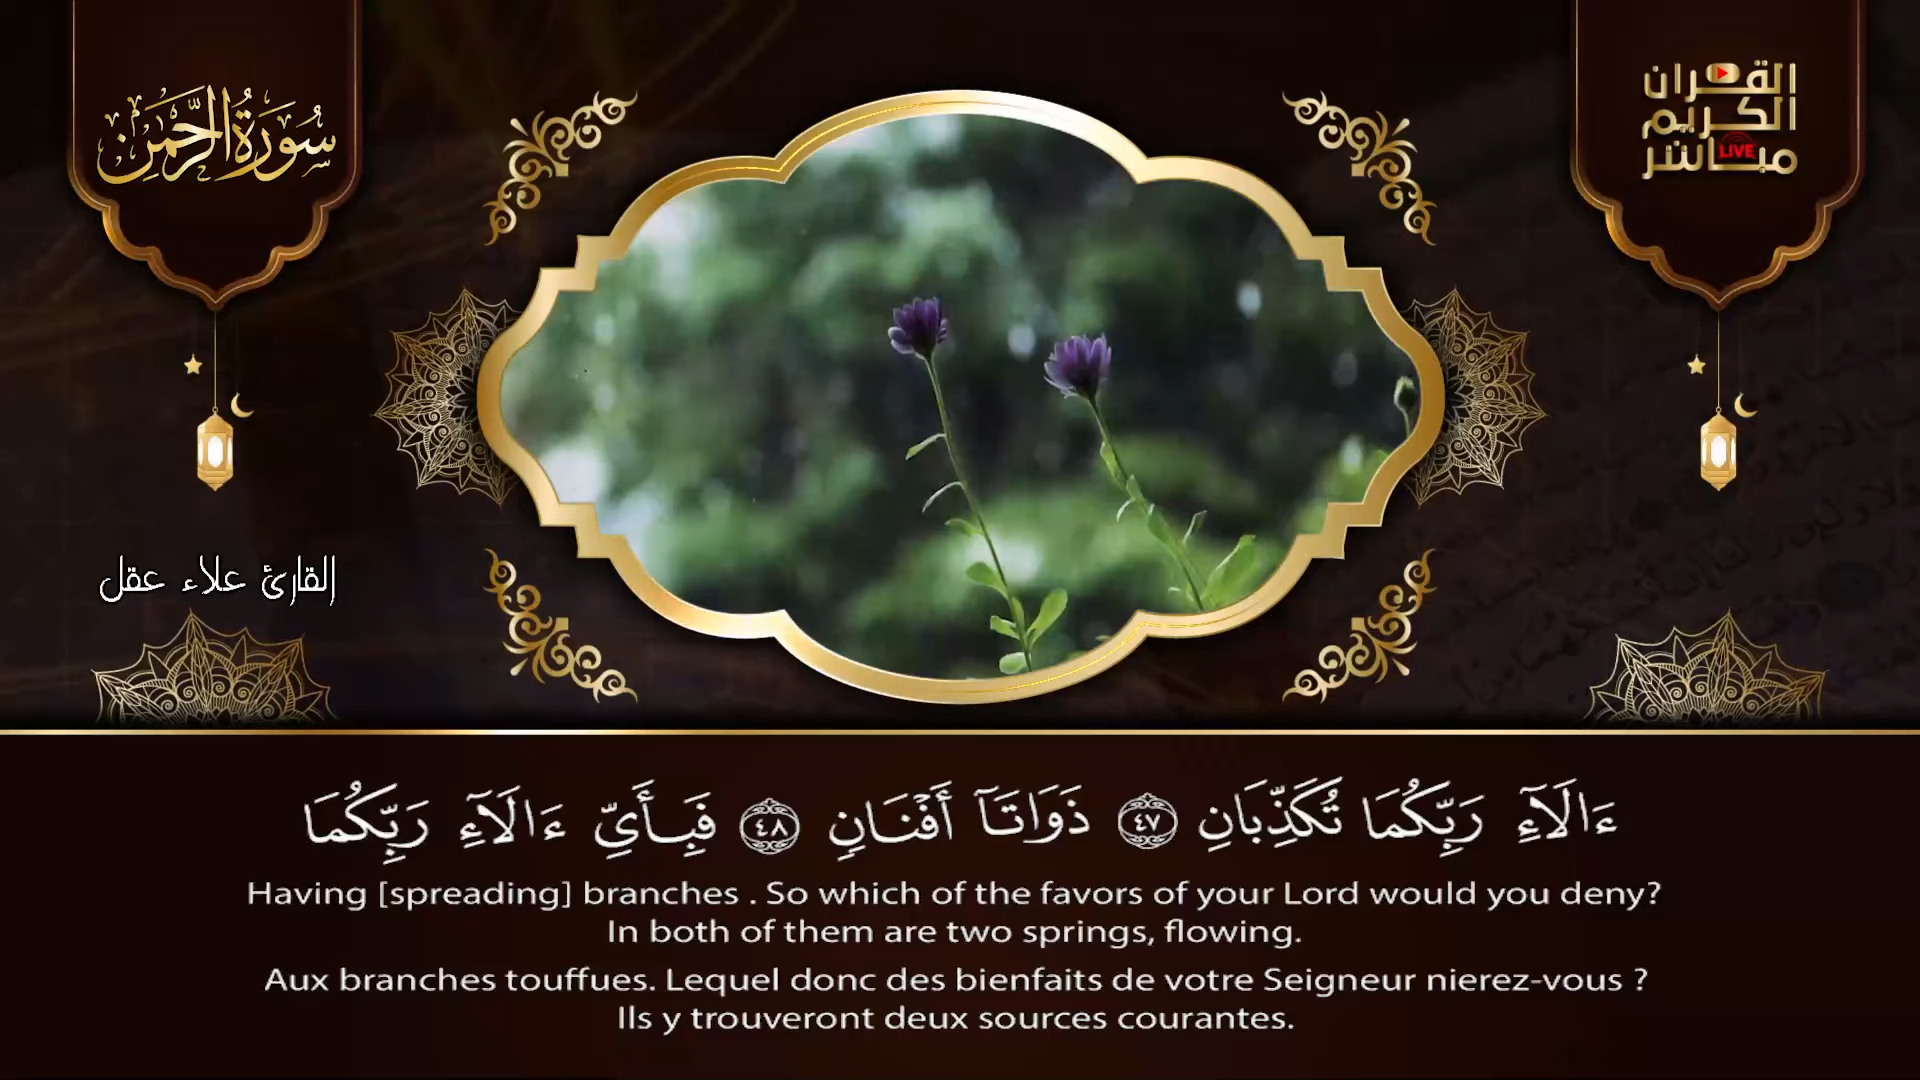 سُورَةُ الرَّحْمَٰن
القرآن
الكريم
مباشر
LIVE
القارئ علاء عقل
ءَالَآءِ رَبِّكُمَا تُكَذِّبَانِ ٤٧ ذَوَاتَآ أَفْنَانٍ ٤٨ فَبِأَيِّ ءَالَآءِ رَبِّكُمَا
Having [spreading] branches . So which of the favors of your Lord would you deny?
In both of them are two springs, flowing.
Aux branches touffues. Lequel donc des bienfaits de votre Seigneur nierez-vous ?
Ils y trouveront deux sources courantes.